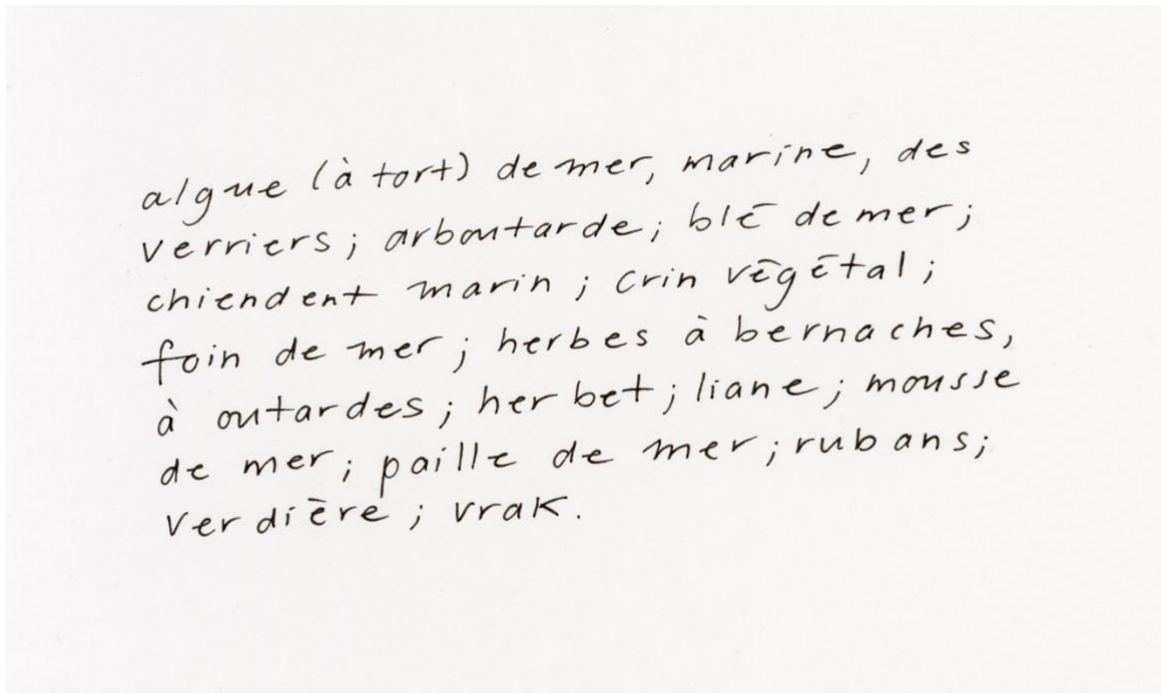 algue (à tort) de mer, marine, des
verriers; arboutarde; blé de mer;
chiendent marin; crin végétal;
foin de mer; herbes à bernaches,
à outardes; herbet; liane; mousse
de mer; paille de mer; rubans;
verdière; vrak.